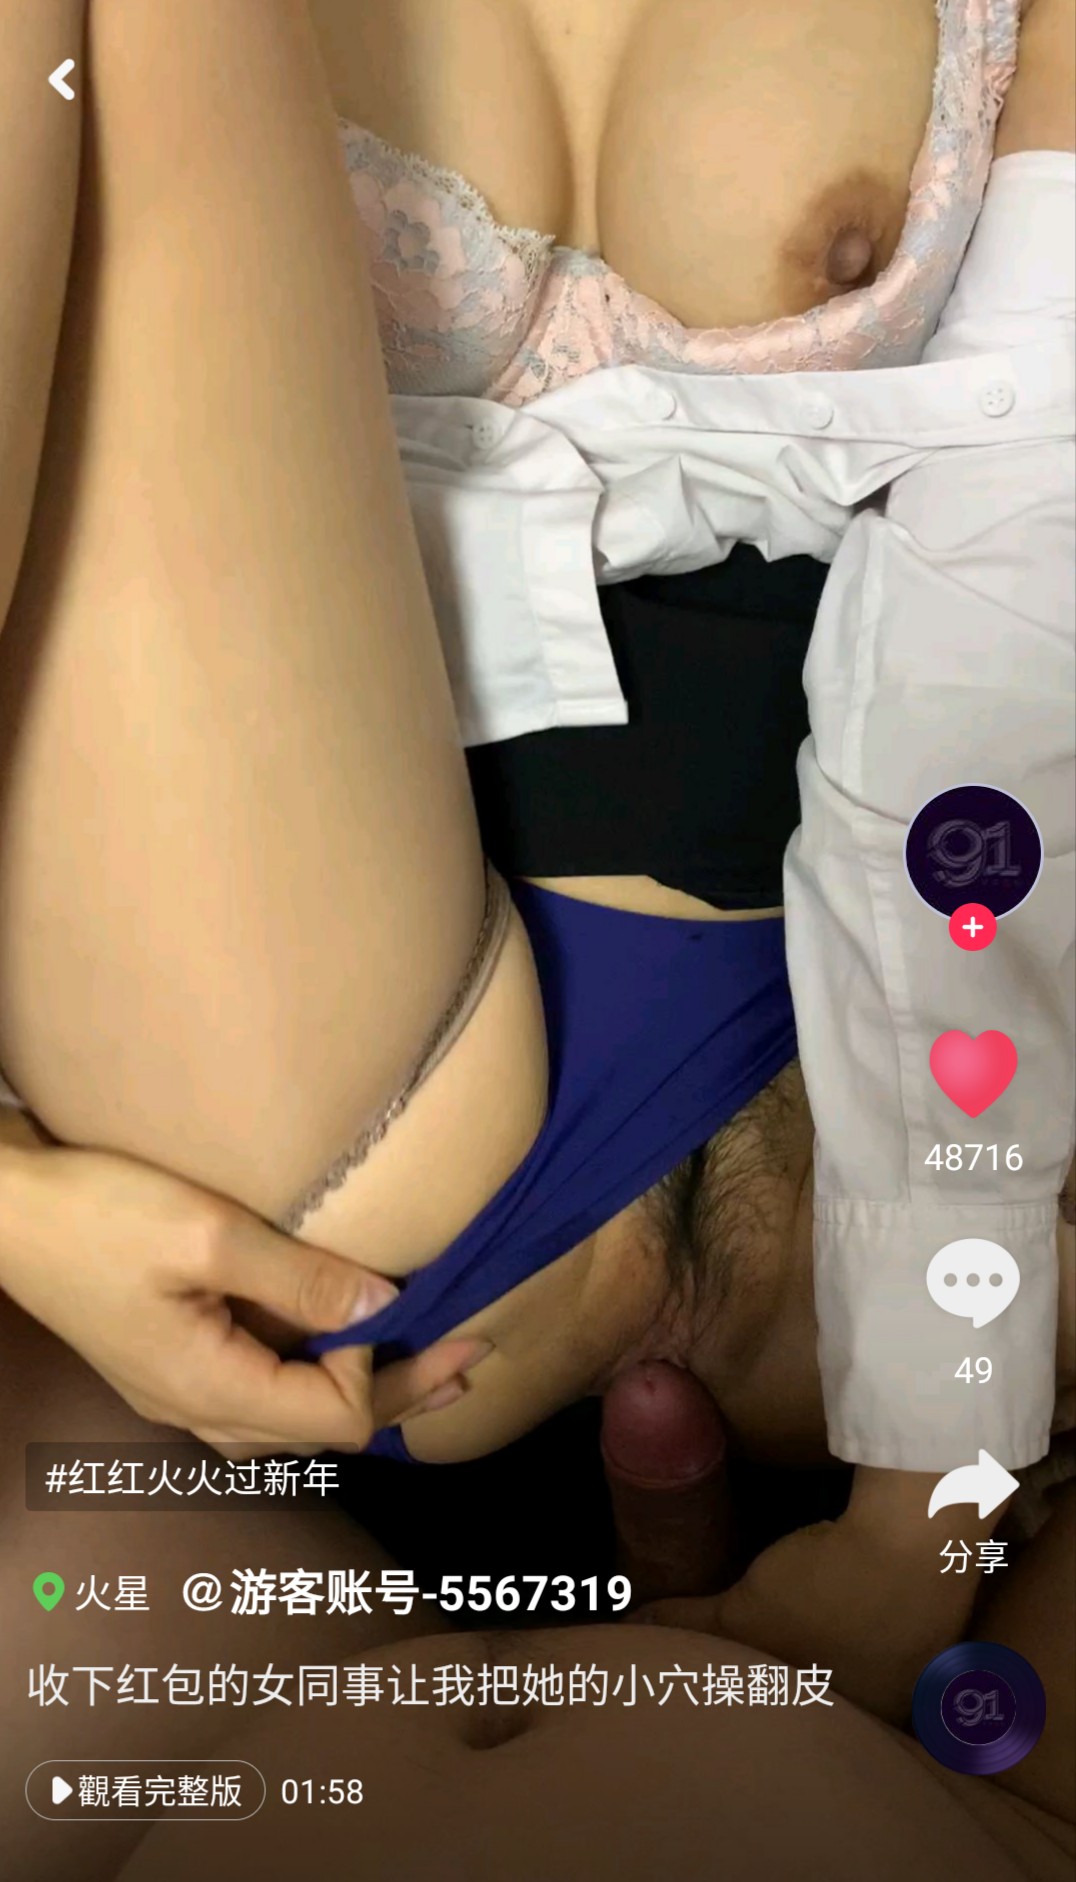 91
48716
49
分享
#红红火火过新年
火星 @游客账号-5567319
收下红包的女同事让我把她的小穴操翻皮
91
觀看完整版 01:58